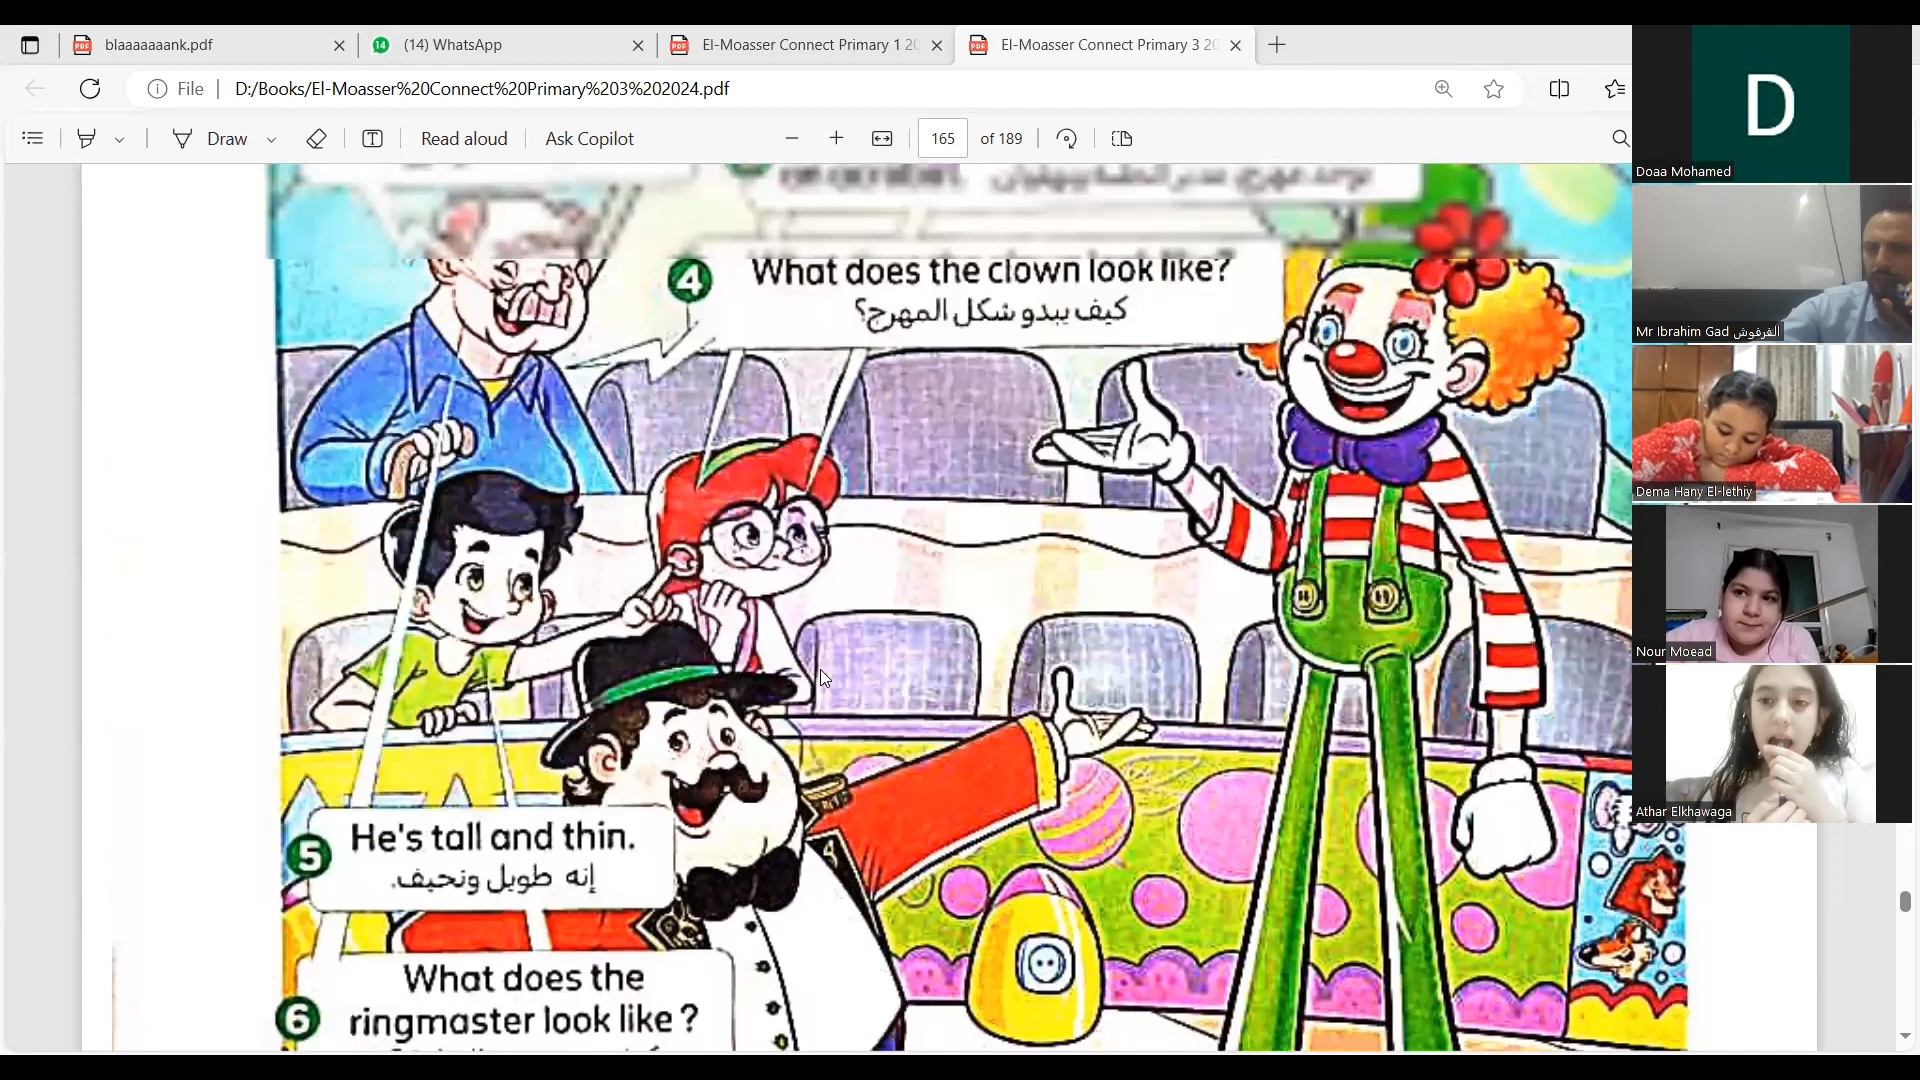 blaaaaaaank.pdf
14
(14) WhatsApp
El-Moasser Connect Primary 1 20
El-Moasser Connect Primary 3 20
File
D:/Books/El-Moasser%20Connect%20Primary%203%202024.pdf
Draw
Read aloud
Ask Copilot
165
of 189
4
What does the clown look like?
كيف يبدو شكل المهرج؟
5
He's tall and thin.
إنه طويل ونحيف.
6
What does the
ringmaster look like ?
D
Doaa Mohamed
Mr Ibrahim Gad الفرفوش
Dema Hany El-lethiy
Nour Moead
Athar Elkhawaga